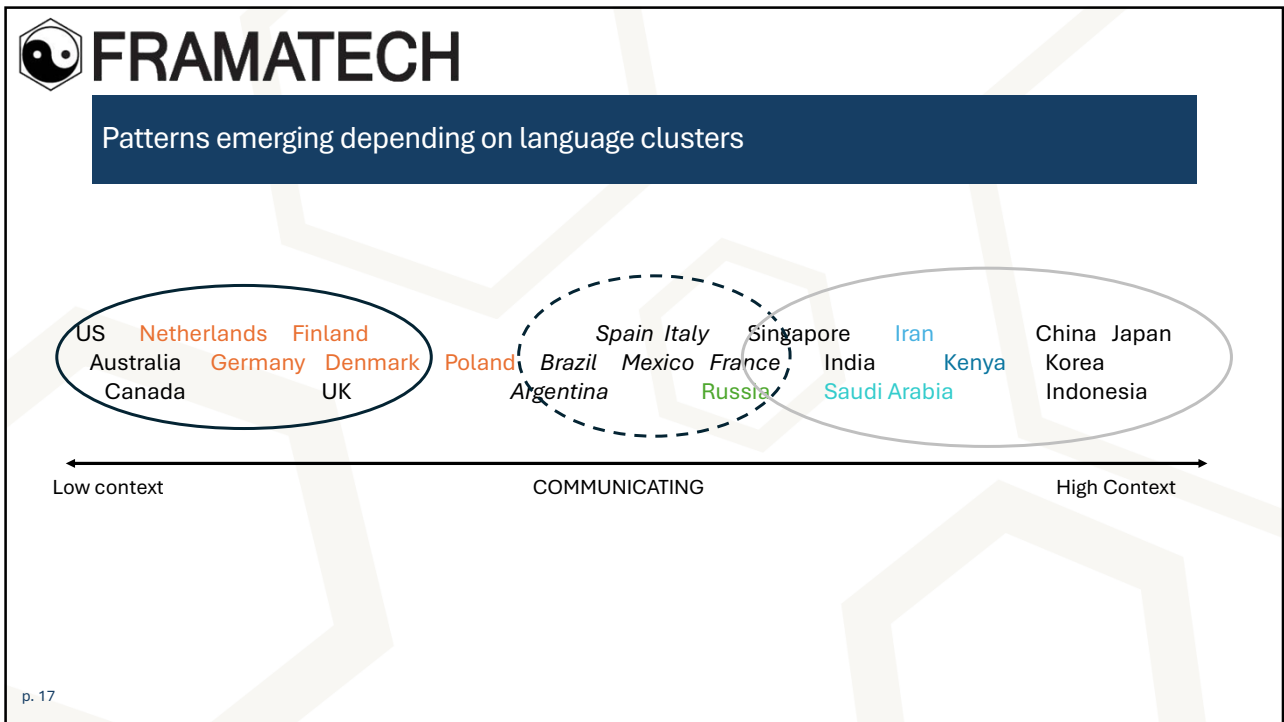 FRAMATECH
Patterns emerging depending on language clusters
US Netherlands Finland Spain Italy Singapore Iran China Japan
Australia Germany Denmark Poland Brazil Mexico France India Kenya Korea
Canada UK Argentina Russia Saudi Arabia Indonesia
Low context COMMUNICATING High Context
p. 17